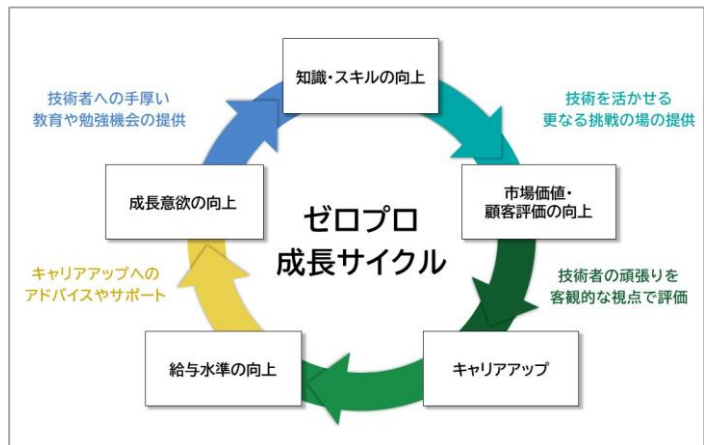 知識・スキルの向上
技術者への手厚い
教育や勉強機会の提供
技術を活かせる
更なる挑戦の場の提供
成長意欲の向上
市場価値・
顧客評価の向上
ゼロプロ
成長サイクル
キャリアアップへの
アドバイスやサポート
技術者の頑張りを
客観的な視点で評価
給与水準の向上
キャリアアップ